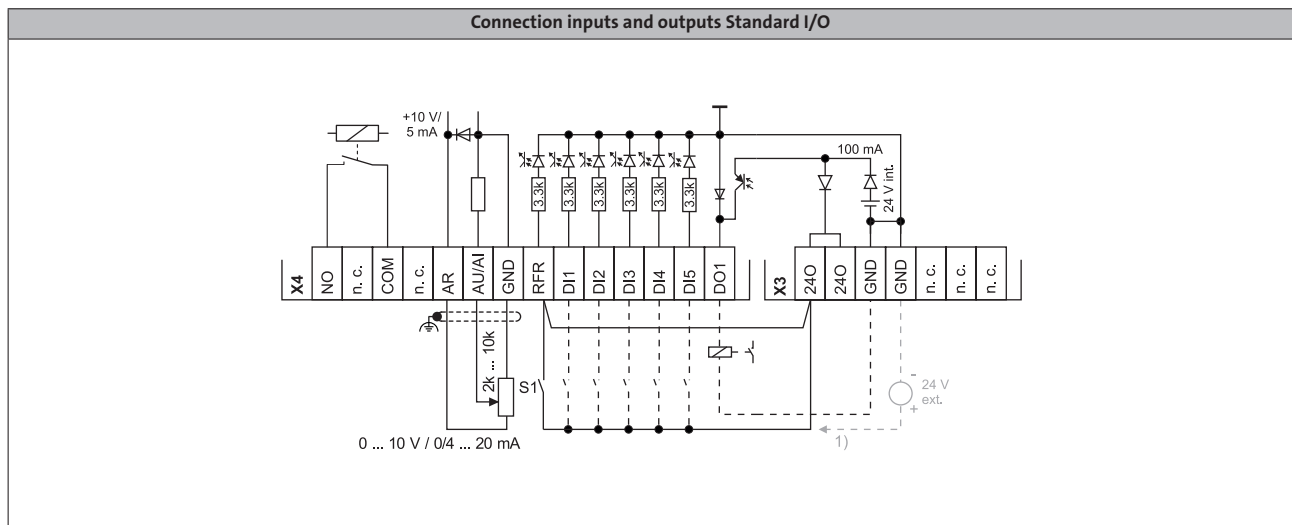 Connection inputs and outputs Standard I/O
+10 V/
5 mA
100 mA
24 V int.
3.3k
3.3k
3.3k
3.3k
3.3k
3.3k
X4
NO
n. c.
COM
n. c.
AR
AU/AI
GND
RFR
DI1
DI2
DI3
DI4
DI5
DO1
X3
24O
24O
GND
GND
n. c.
n. c.
n. c.
2k ... 10k
S1
-
24 V
ext.
+
1)
0 ... 10 V / 0/4 ... 20 mA